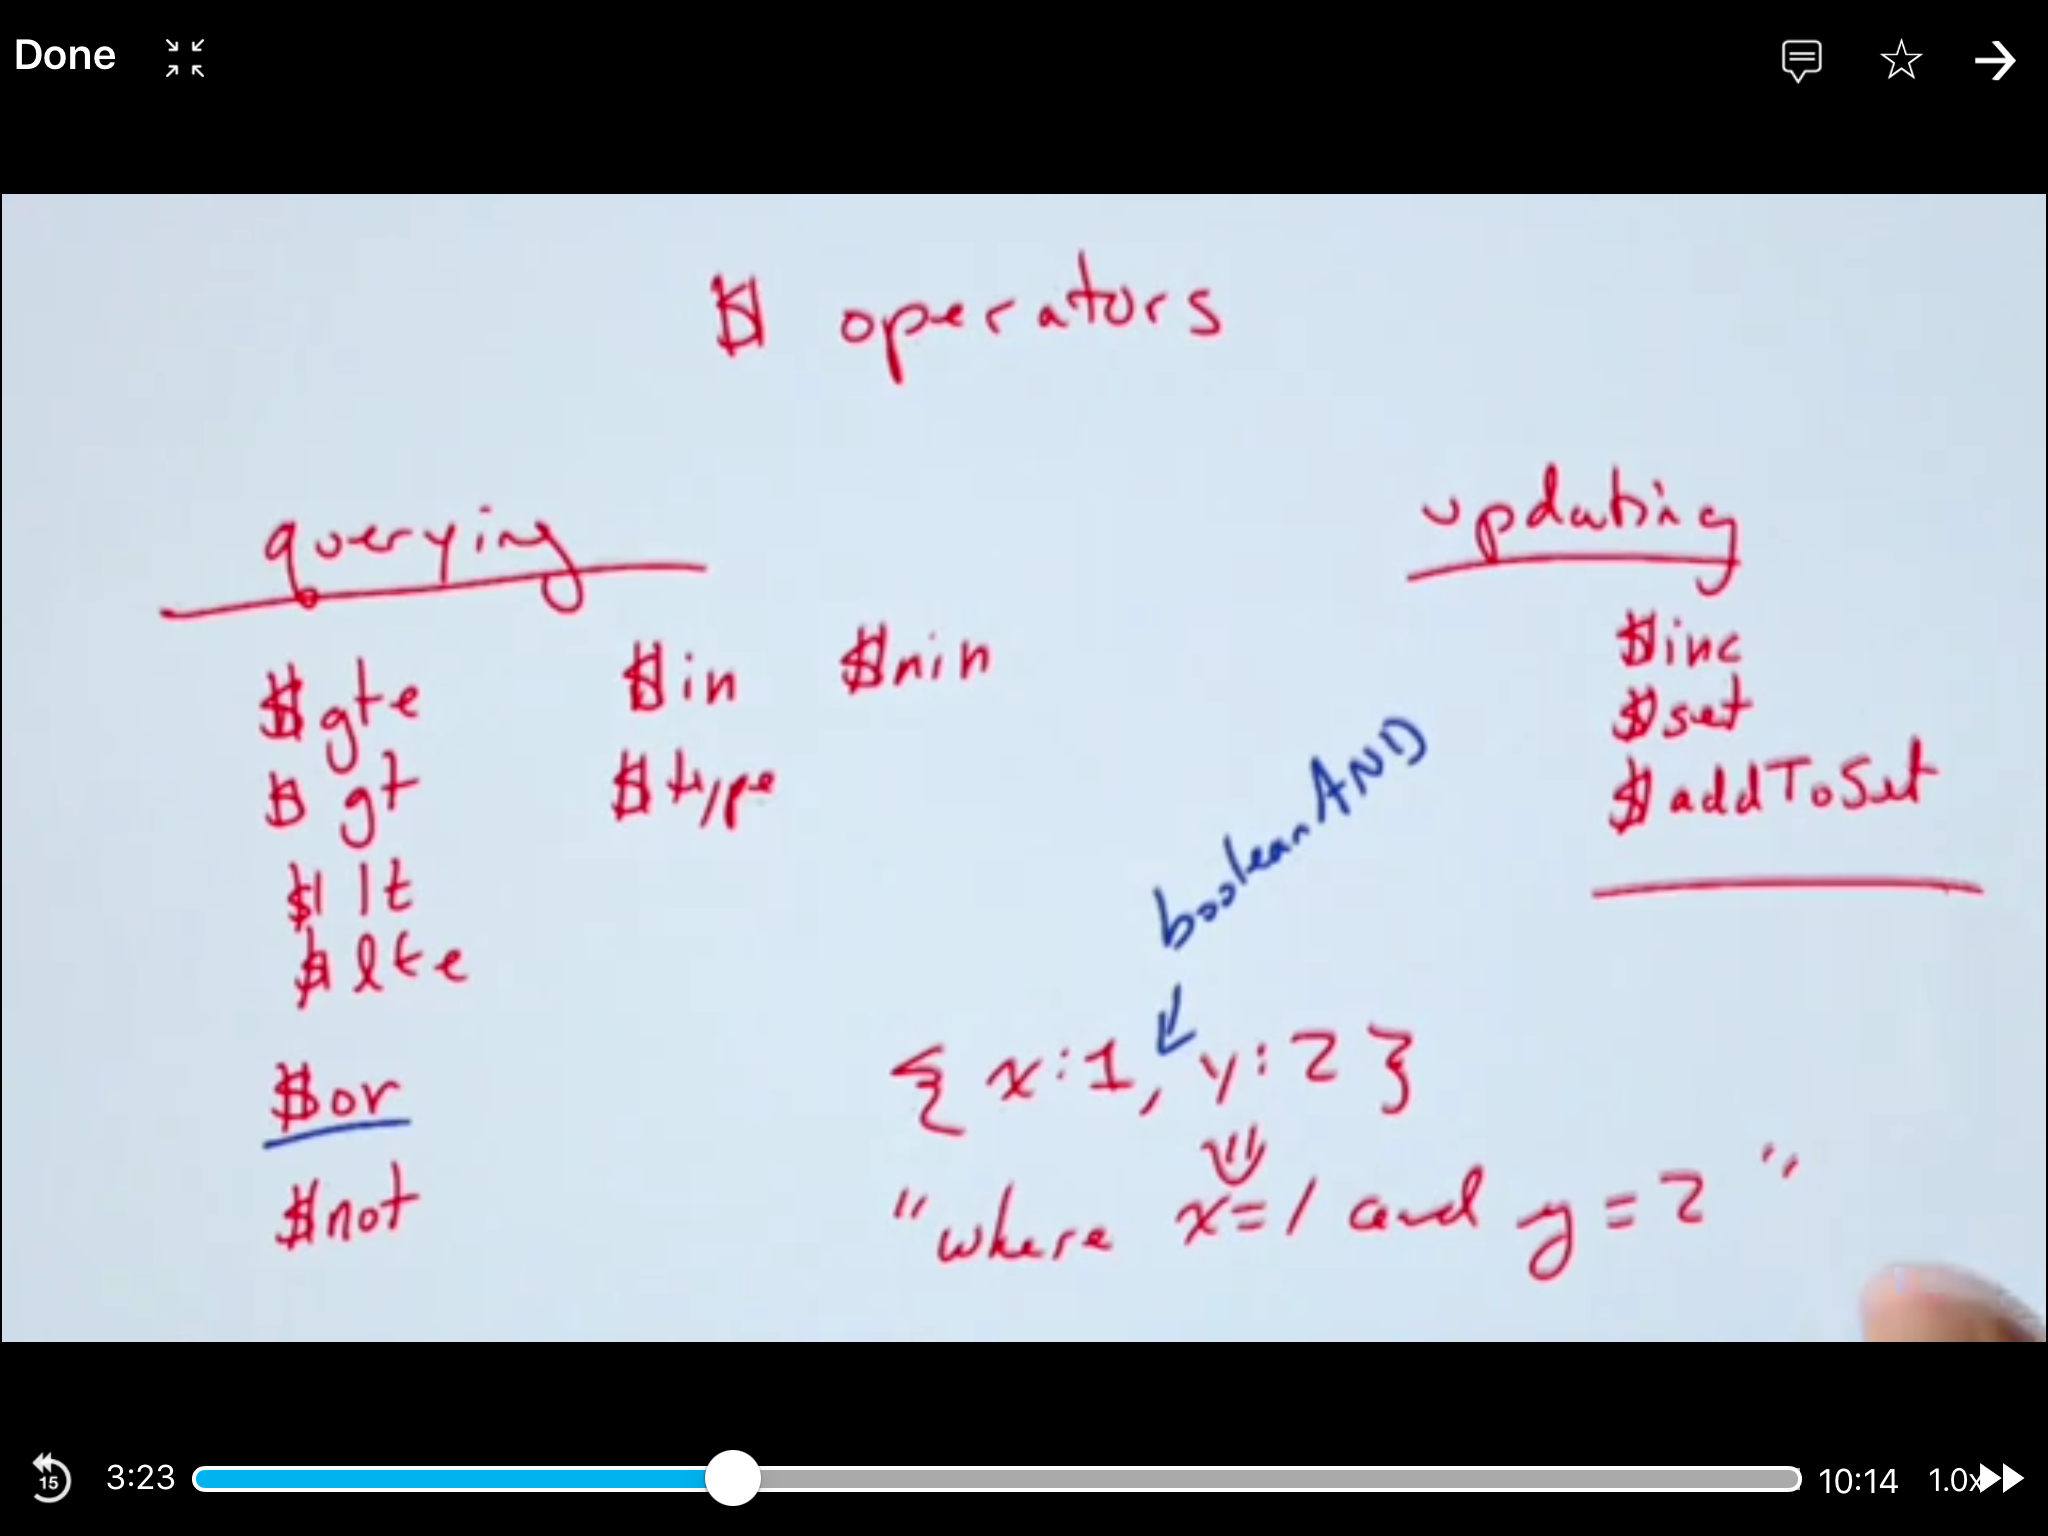 Done
$ operators
querying
$gte
$gt
$lt
$lte
$or
$not
$in $nin
$type
updating
$inc
$set
$addToSet
boolean AND
{ x:1, y:2 }
"where x=1 and y=2"
15
3:23
10:14
1.0x